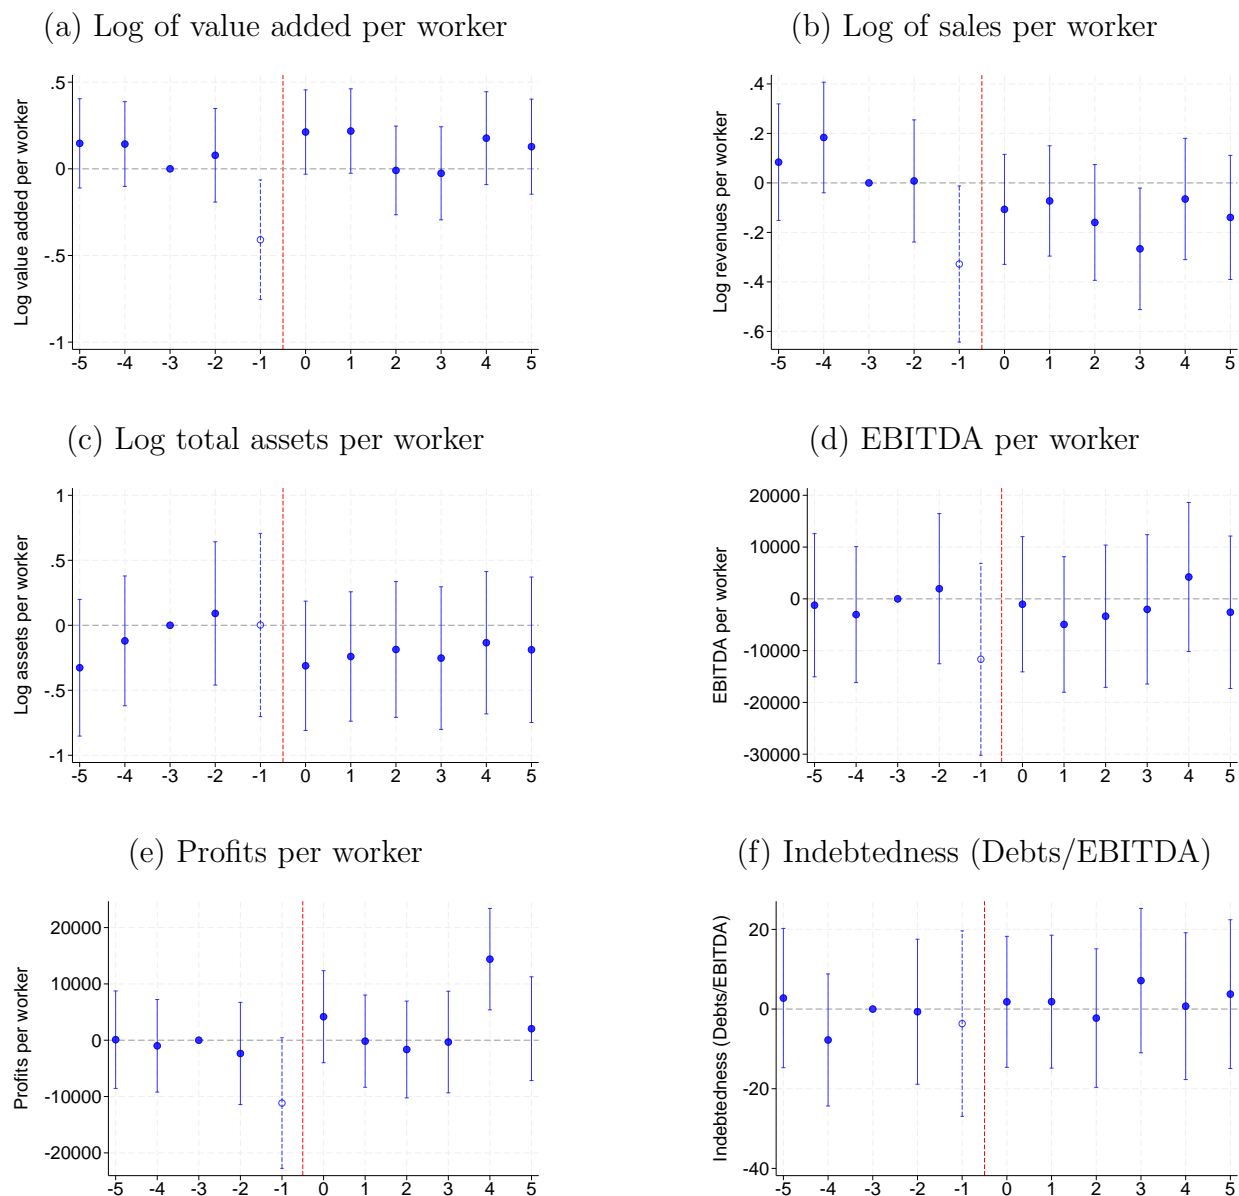 (a) Log of value added per worker
Log value added per worker
.5
0
-.5
-1
-5 -4 -3 -2 -1 0 1 2 3 4 5
(b) Log of sales per worker
Log revenues per worker
.4
.2
0
-.2
-.4
-.6
-5 -4 -3 -2 -1 0 1 2 3 4 5
(c) Log total assets per worker
Log assets per worker
1
.5
0
-.5
-1
-5 -4 -3 -2 -1 0 1 2 3 4 5
(d) EBITDA per worker
EBITDA per worker
20000
10000
0
-10000
-20000
-30000
-5 -4 -3 -2 -1 0 1 2 3 4 5
(e) Profits per worker
Profits per worker
20000
10000
0
-10000
-20000
-5 -4 -3 -2 -1 0 1 2 3 4 5
(f) Indebtedness (Debts/EBITDA)
Indebtedness (Debts/EBITDA)
20
0
-20
-40
-5 -4 -3 -2 -1 0 1 2 3 4 5